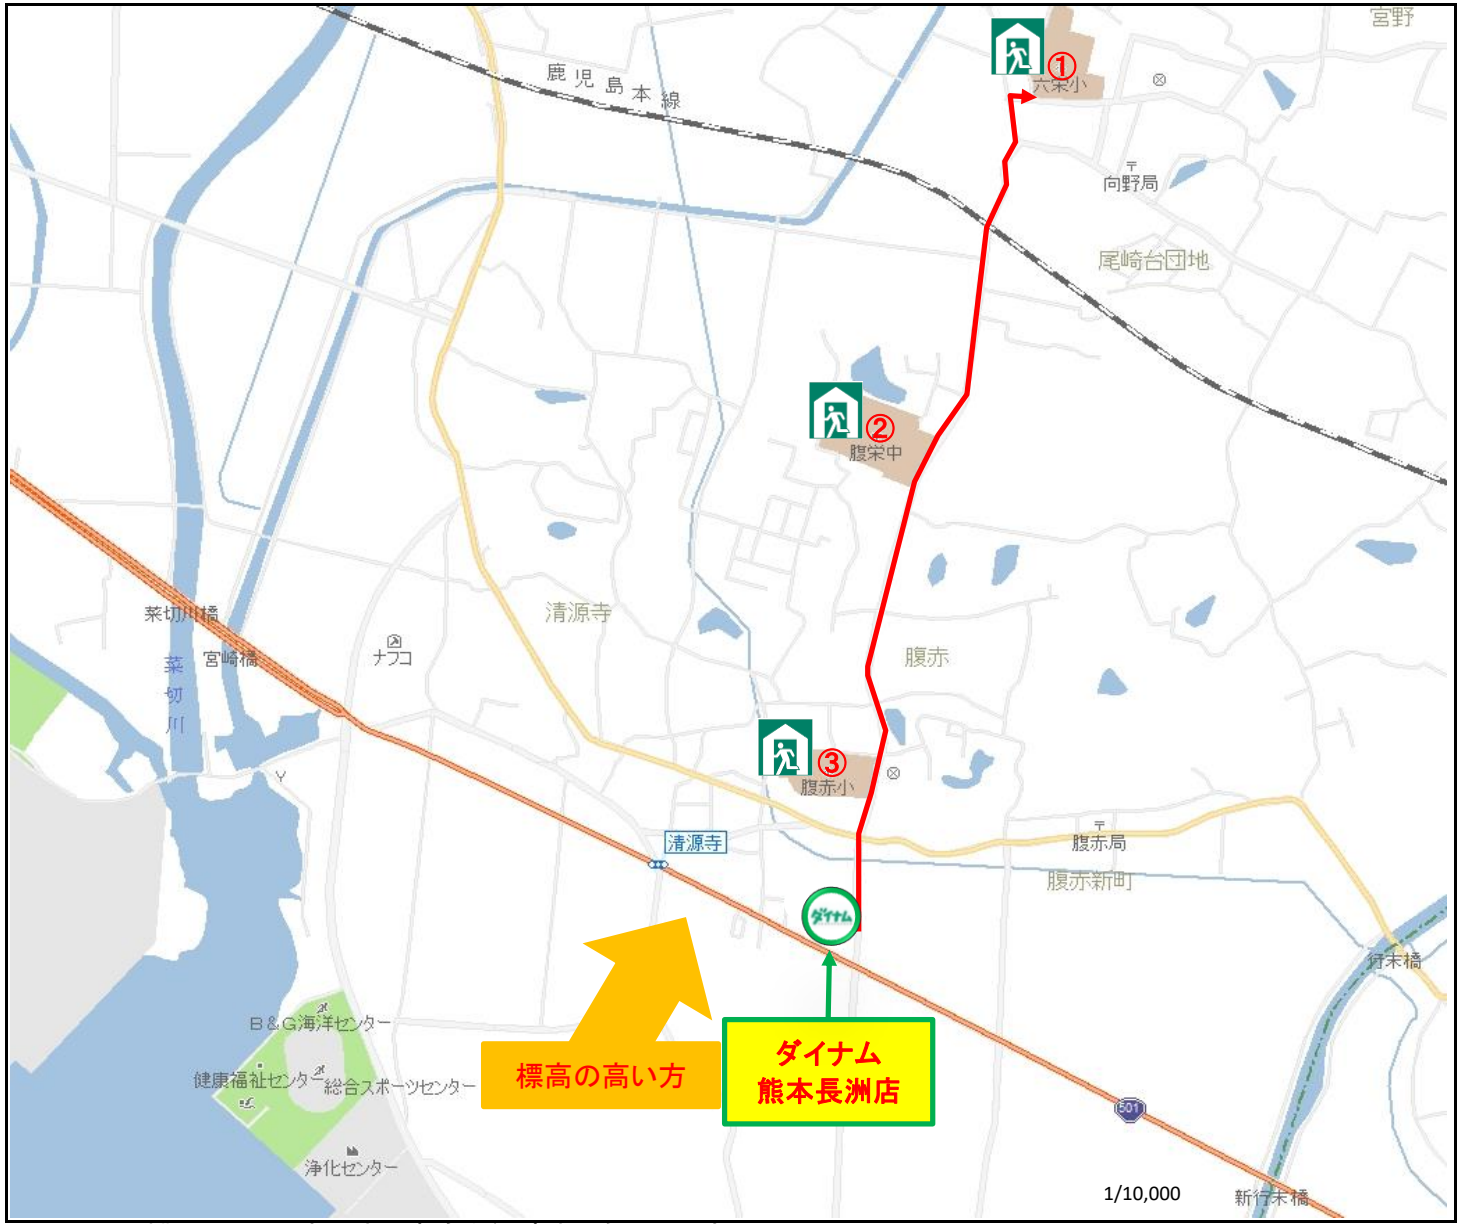 宮野
①
六栄小
鹿児島本線
〒
向野局
尾崎台団地
②
腹栄中
菜切川橋
宮崎橋
菜切川
ナフコ
清源寺
腹赤
③
腹赤小
清源寺
〒
腹赤局
腹赤新町
ダイナム
行末橋
B&G海洋センター
健康福祉センター
総合スポーツセンター
浄化センター
標高の高い方
ダイナム
熊本長洲店
501
1/10,000
新行末橋